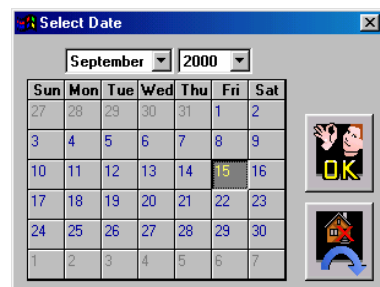 Select Date
September 2000
Sun Mon Tue Wed Thu Fri Sat
27 28 29 30 31 1 2
3 4 5 6 7 8 9
10 11 12 13 14 15 16
17 18 19 20 21 22 23
24 25 26 27 28 29 30
1 2 3 4 5 6 7
OK